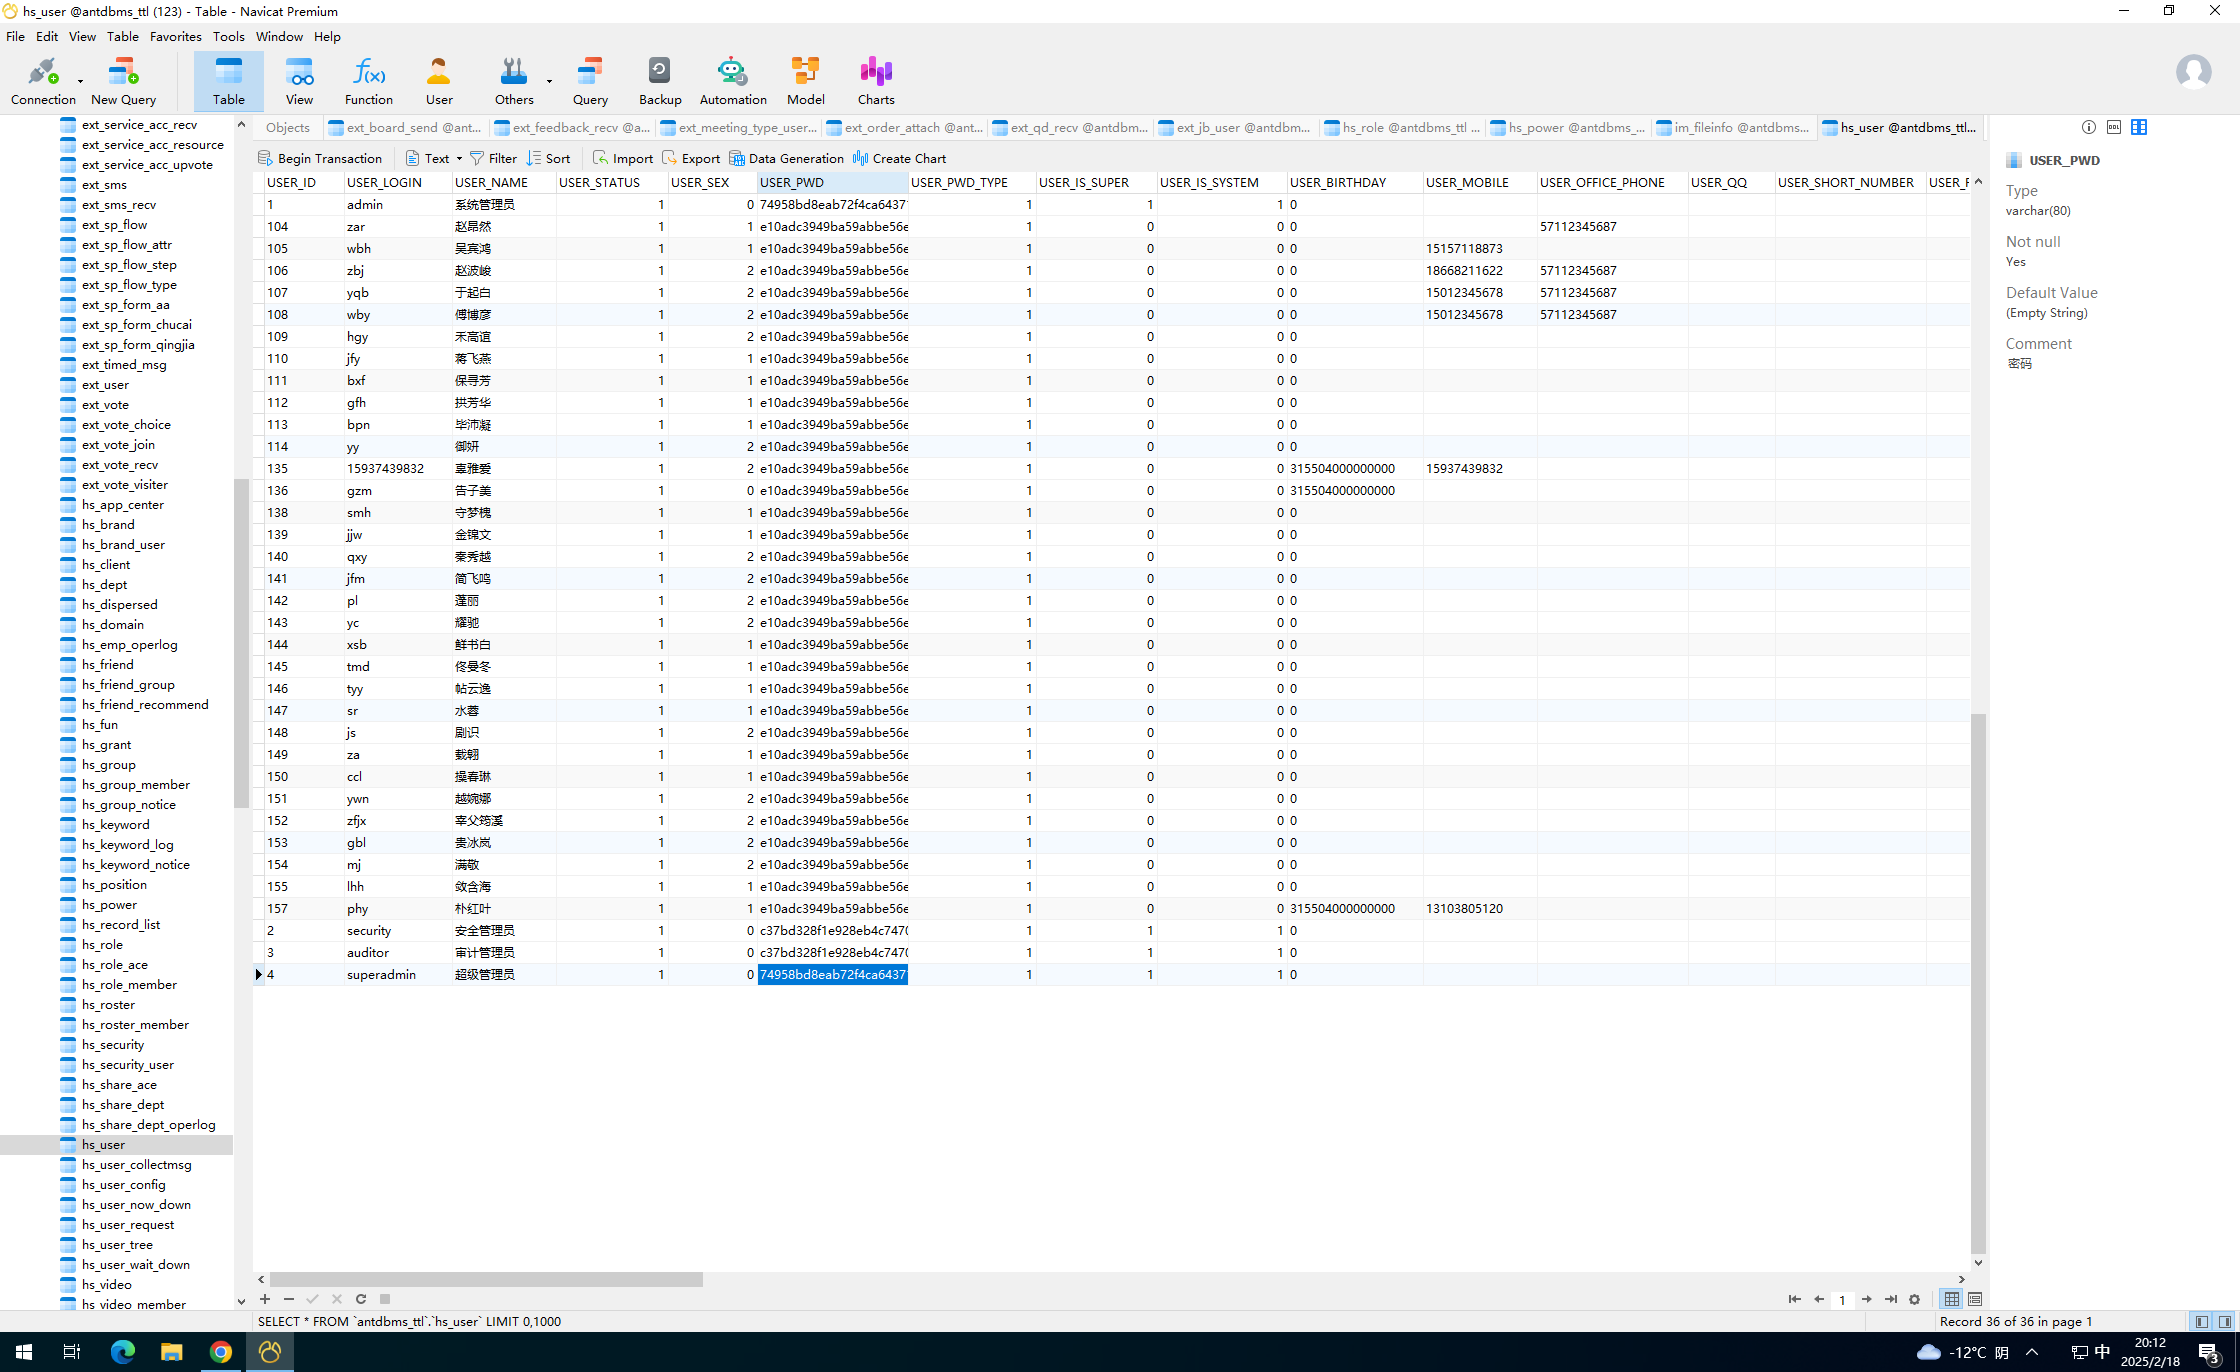 hs_user @antdbms_ttl (123) - Table - Navicat Premium
File Edit View Table Favorites Tools Window Help
Connection New Query Table View Function User Others Query Backup Automation Model Charts
Objects ext_board_send @ant... ext_feedback_recv @a... ext_meeting_type_user... ext_order_attach @ant... ext_qd_recv @antdbm... ext_jb_user @antdbm... hs_role @antdbms_ttl ... hs_power @antdbms_... im_fileinfo @antdbms... hs_user @antdbms_ttl...
Begin Transaction Text Filter Sort Import Export Data Generation Create Chart
ext_service_acc_recv
ext_service_acc_resource
ext_service_acc_upvote
ext_sms
ext_sms_recv
ext_sp_flow
ext_sp_flow_attr
ext_sp_flow_step
ext_sp_flow_type
ext_sp_form_aa
ext_sp_form_chucai
ext_sp_form_qingjia
ext_timed_msg
ext_user
ext_vote
ext_vote_choice
ext_vote_join
ext_vote_recv
ext_vote_visiter
hs_app_center
hs_brand
hs_brand_user
hs_client
hs_dept
hs_dispersed
hs_domain
hs_emp_operlog
hs_friend
hs_friend_group
hs_friend_recommend
hs_fun
hs_grant
hs_group
hs_group_member
hs_group_notice
hs_keyword
hs_keyword_log
hs_keyword_notice
hs_position
hs_power
hs_record_list
hs_role
hs_role_ace
hs_role_member
hs_roster
hs_roster_member
hs_security
hs_security_user
hs_share_ace
hs_share_dept
hs_share_dept_operlog
hs_user
hs_user_collectmsg
hs_user_config
hs_user_now_down
hs_user_request
hs_user_tree
hs_user_wait_down
hs_video
hs_video_member
USER_ID USER_LOGIN USER_NAME USER_STATUS USER_SEX USER_PWD USER_PWD_TYPE USER_IS_SUPER USER_IS_SYSTEM USER_BIRTHDAY USER_MOBILE USER_OFFICE_PHONE USER_QQ USER_SHORT_NUMBER
1 admin 系统管理员 1 0 74958bd8eab72f4ca6437 1 1 1 0
104 zar 赵昂然 1 1 e10adc3949ba59abbe56e 1 0 0 0 57112345687
105 wbh 吴宾鸿 1 1 e10adc3949ba59abbe56e 1 0 0 0 15157118873
106 zbj 赵波峻 1 2 e10adc3949ba59abbe56e 1 0 0 0 18668211622 57112345687
107 yqb 于起白 1 2 e10adc3949ba59abbe56e 1 0 0 0 15012345678 57112345687
108 wby 傅博彦 1 2 e10adc3949ba59abbe56e 1 0 0 0 15012345678 57112345687
109 hgy 禾高谊 1 2 e10adc3949ba59abbe56e 1 0 0 0
110 jfy 蒋飞燕 1 1 e10adc3949ba59abbe56e 1 0 0 0
111 bxf 保寻芳 1 1 e10adc3949ba59abbe56e 1 0 0 0
112 gfh 拱芳华 1 1 e10adc3949ba59abbe56e 1 0 0 0
113 bpn 毕沛凝 1 1 e10adc3949ba59abbe56e 1 0 0 0
114 yy 御妍 1 2 e10adc3949ba59abbe56e 1 0 0 0
135 15937439832 辜雅爱 1 2 e10adc3949ba59abbe56e 1 0 0 315504000000000 15937439832
136 gzm 告子美 1 0 e10adc3949ba59abbe56e 1 0 0 315504000000000
138 smh 守梦槐 1 1 e10adc3949ba59abbe56e 1 0 0 0
139 jjw 金锦文 1 1 e10adc3949ba59abbe56e 1 0 0 0
140 qxy 秦秀越 1 2 e10adc3949ba59abbe56e 1 0 0 0
141 jfm 简飞鸣 1 2 e10adc3949ba59abbe56e 1 0 0 0
142 pl 蓬丽 1 2 e10adc3949ba59abbe56e 1 0 0 0
143 yc 耀驰 1 2 e10adc3949ba59abbe56e 1 0 0 0
144 xsb 鲜书白 1 1 e10adc3949ba59abbe56e 1 0 0 0
145 tmd 佟曼冬 1 1 e10adc3949ba59abbe56e 1 0 0 0
146 tyy 帖云逸 1 1 e10adc3949ba59abbe56e 1 0 0 0
147 sr 水蓉 1 1 e10adc3949ba59abbe56e 1 0 0 0
148 js 剧识 1 2 e10adc3949ba59abbe56e 1 0 0 0
149 za 载翱 1 1 e10adc3949ba59abbe56e 1 0 0 0
150 ccl 操春琳 1 1 e10adc3949ba59abbe56e 1 0 0 0
151 ywn 越婉娜 1 2 e10adc3949ba59abbe56e 1 0 0 0
152 zfjx 宰父筠溪 1 2 e10adc3949ba59abbe56e 1 0 0 0
153 gbl 贵冰岚 1 2 e10adc3949ba59abbe56e 1 0 0 0
154 mj 满敬 1 2 e10adc3949ba59abbe56e 1 0 0 0
155 lhh 敛含海 1 1 e10adc3949ba59abbe56e 1 0 0 0
157 phy 朴红叶 1 1 e10adc3949ba59abbe56e 1 0 0 315504000000000 13103805120
2 security 安全管理员 1 0 c37bd328f1e928eb4c7470 1 1 1 0
3 auditor 审计管理员 1 0 c37bd328f1e928eb4c7470 1 1 1 0
4 superadmin 超级管理员 1 0 74958bd8eab72f4ca6437 1 1 1 0
USER_PWD
Type
varchar(80)
Not null
Yes
Default Value
(Empty String)
Comment
密码
1
SELECT * FROM `antdbms_ttl`.`hs_user` LIMIT 0,1000
Record 36 of 36 in page 1
-12°C 阴
中
20:12
2025/2/18
3